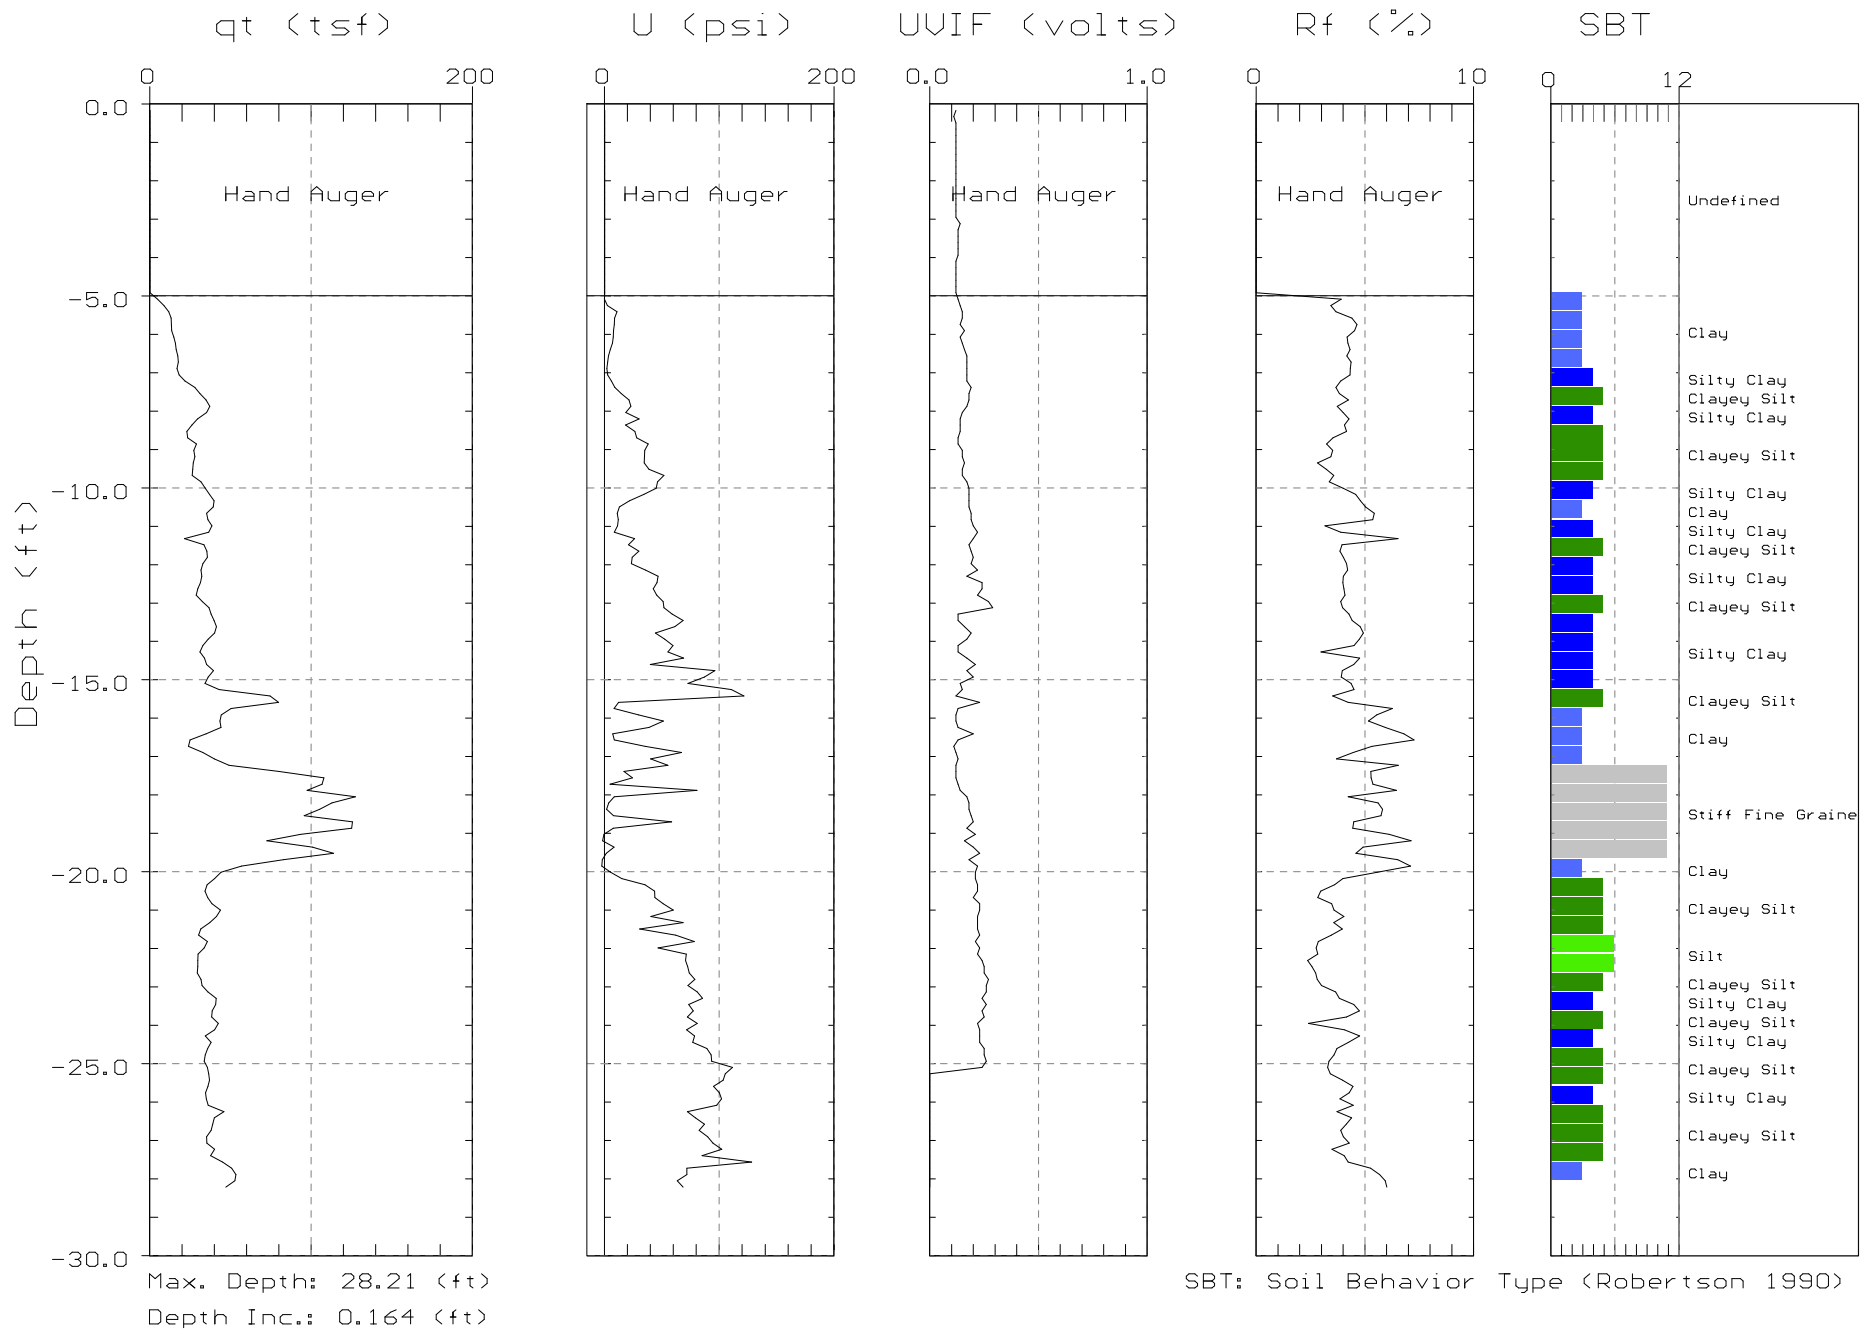 qt (tsf) U (psi) UVIF (volts) Rf (%) SBT
0 200 0 200 0.0 1.0 0 10 0 12
0.0
Hand Auger Hand Auger Hand Auger Hand Auger
Undefined
-5.0
Clay
Silty Clay
Clayey Silt
Silty Clay
Clayey Silt
-10.0
Silty Clay
Clay
Silty Clay
Clayey Silt
Silty Clay
Clayey Silt
Depth (ft)
Silty Clay
-15.0
Clayey Silt
Clay
Stiff Fine Graine
-20.0
Clay
Clayey Silt
Silt
Clayey Silt
Silty Clay
Clayey Silt
Silty Clay
-25.0
Clayey Silt
Silty Clay
Clayey Silt
Clay
-30.0
Max. Depth: 28.21 (ft)
SBT: Soil Behavior Type (Robertson 1990)
Depth Inc.: 0.164 (ft)